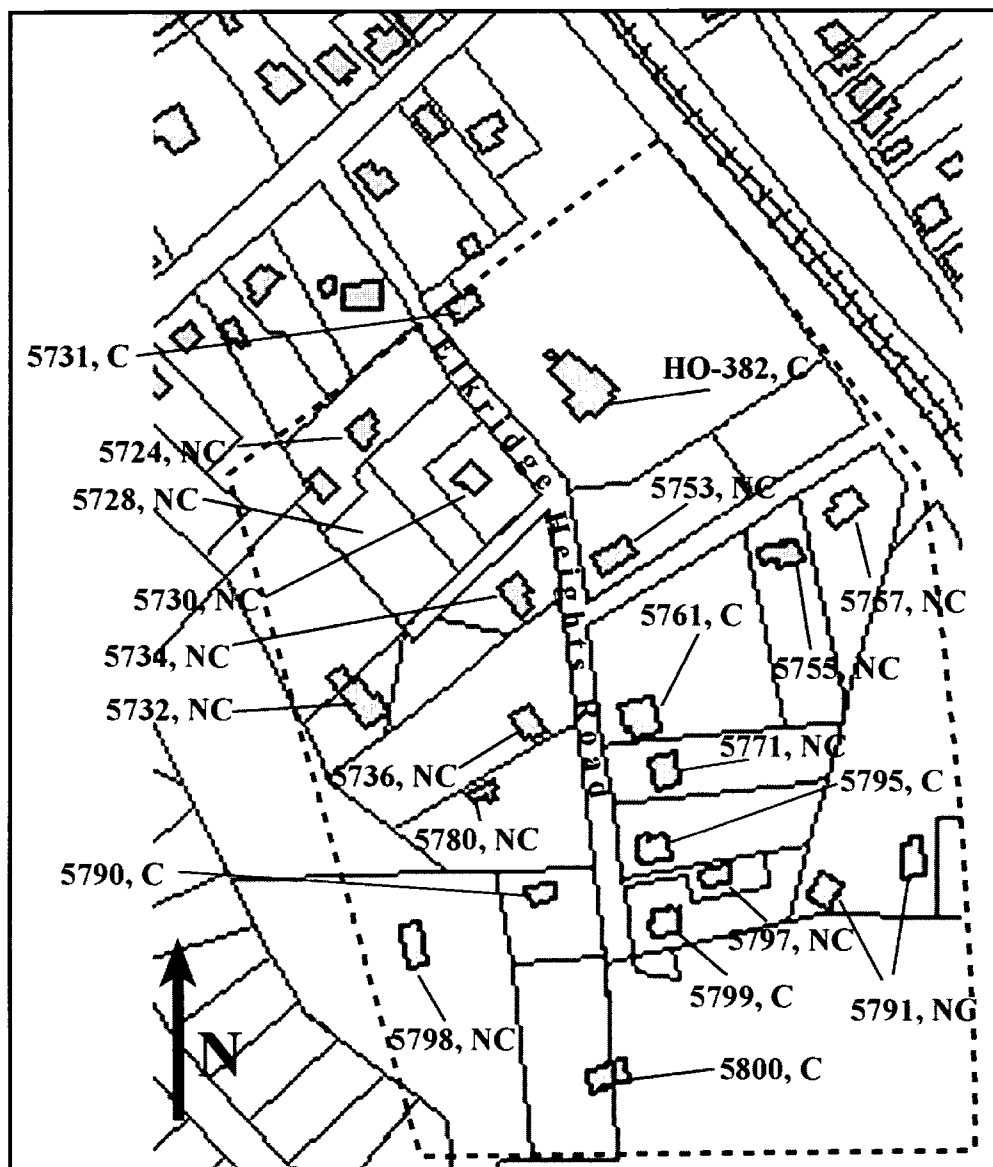 5731, C
HO-382, C
5724, NC
5728, NC
5753, NC
5730, NC
5761, C
5757, NC
5734, NC
5755, NC
5732, NC
5771, NC
5736, NC
5795, C
5780, NC
5790, C
5797, NC
5799, C
5791, NC
5798, NC
5800, C
Elkridge Heights Road
N